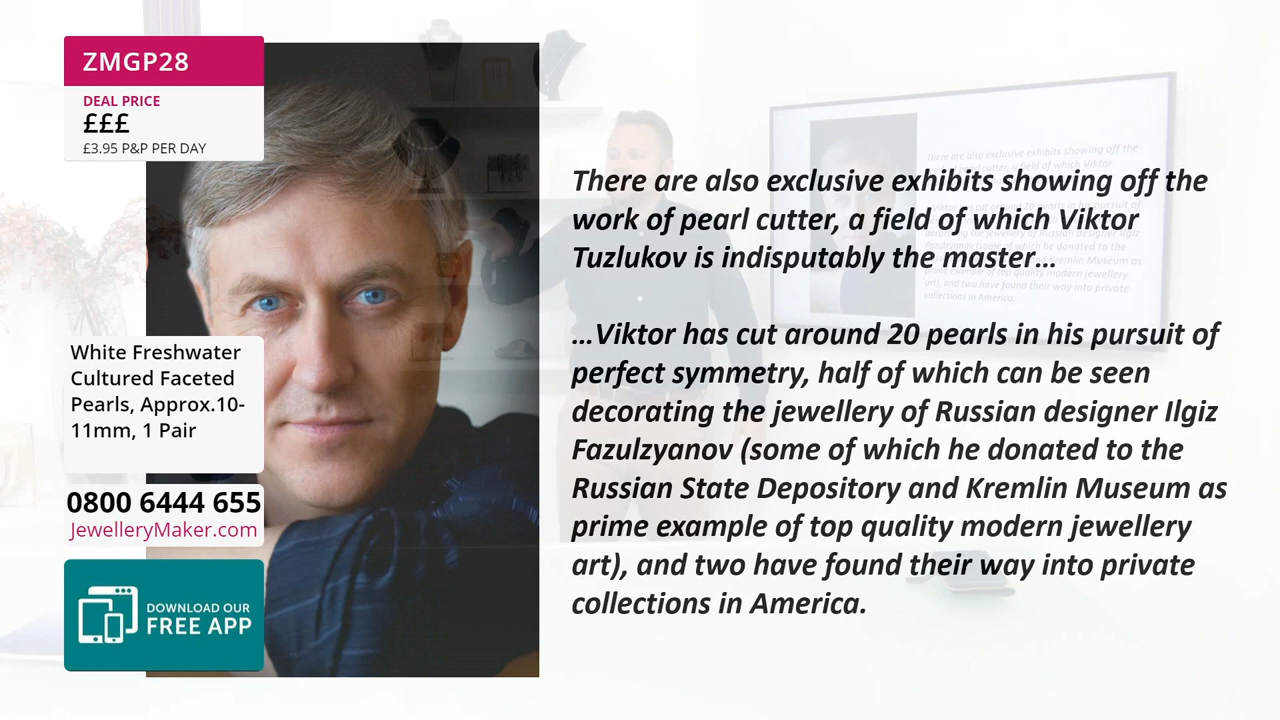 ZMGP28
DEAL PRICE
£££
£3.95 P&P PER DAY
White Freshwater
Cultured Faceted
Pearls, Approx.10-
11mm, 1 Pair
0800 6444 655
JewelleryMaker.com
DOWNLOAD OUR
FREE APP
There are also exclusive exhibits showing off the
work of pearl cutter, a field of which Viktor
Tuzlukov is indisputably the master...
...Viktor has cut around 20 pearls in his pursuit of
perfect symmetry, half of which can be seen
decorating the jewellery of Russian designer Ilgiz
Fazulzyanov (some of which he donated to the
Russian State Depository and Kremlin Museum as
prime example of top quality modern jewellery
art), and two have found their way into private
collections in America.